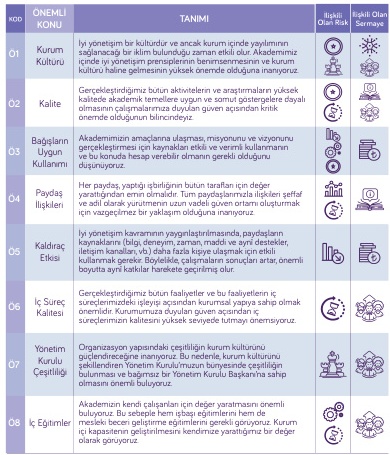 KOD
ÖNEMLİ
KONU
TANIMI
İlişkili
Olan Risk
İlişkili Olan
Sermaye
Ö1
Kurum
Kültürü
İyi yönetişim bir kültürdür ve ancak kurum içinde yayılımının
sağlanacağı bir iklim bulunduğu zaman etkili olur. Akademimiz
içinde iyi yönetişim prensiplerinin benimsenmesinin ve kurum
kültürü haline gelmesinin yüksek önemde olduğuna inanıyoruz.
Ö2
Kalite
Gerçekleştirdiğimiz bütün aktivitelerin ve araştırmaların yüksek
kalitede akademik temellere uygun ve somut göstergelere dayalı
olmasının çalışmalarımıza duyulan güven açısından kritik
önemde olduğunun bilincindeyiz.
Ö3
Bağışların
Uygun
Kullanımı
Akademimizin amaçlarına ulaşması, misyonunu ve vizyonunu
gerçekleştirmesi için kaynakları etkili ve verimli kullanmanın
ve bu konuda hesap verebilir olmanın gerekli olduğunu
düşünüyoruz.
Ö4
Paydaş
İlişkileri
Her paydaş, yaptığı işbirliğinin bütün tarafları için değer
yarattığından emin olmalıdır. Tüm paydaşlarımızla ilişkileri şeffaf
ve adil olarak yürütmenin uzun vadeli güven ortamı oluşturmak
için vazgeçilmez bir yaklaşım olduğuna inanıyoruz.
Ö5
Kaldıraç
Etkisi
İyi yönetişim kavramının yaygınlaştırılmasında, paydaşların
kaynaklarını (bilgi, deneyim, zaman, maddi ve ayni destekler,
iletişim kanalları, vb.) daha fazla kişiye ulaşmak için etkili
kullanmak gerekir. Böylelikle, çalışmaların sonuçları artar, önemli
boyutta ayni katkılar harekete geçirilmiş olur.
Ö6
İç Süreç
Kalitesi
Gerçekleştirdiğimiz bütün faaliyetler ve bu faaliyetlerin iç
süreçlerimizdeki işleyişi açısından kurumsal yapıya sahip olmak
önemlidir. Kurumumuza duyulan güven açısından iç
süreçlerimizin kalitesini yüksek seviyede tutmayı önemsiyoruz.
Ö7
Yönetim
Kurulu
Çeşitliliği
Organizasyon yapısındaki çeşitliliğin kurum kültürünü
güçlendireceğine inanıyoruz. Bu nedenle, kurum kültürünü
şekillendiren Yönetim Kurulu'muzun bünyesinde çeşitliliğin
bulunması ve bağımsız bir Yönetim Kurulu Başkanı'na sahip
olmasını önemli buluyoruz.
Ö8
İç Eğitimler
Akademizin kendi çalışanları için değer yaratmasını önemli
buluyoruz. Bu sebeple hem işbaşı eğitimlerini hem de
mesleki beceri geliştirme eğitimlerini gerekli görüyoruz. Kurum
içi kapasitenin geliştirilmesini kendimize yarattığımız bir değer
olarak görüyoruz.